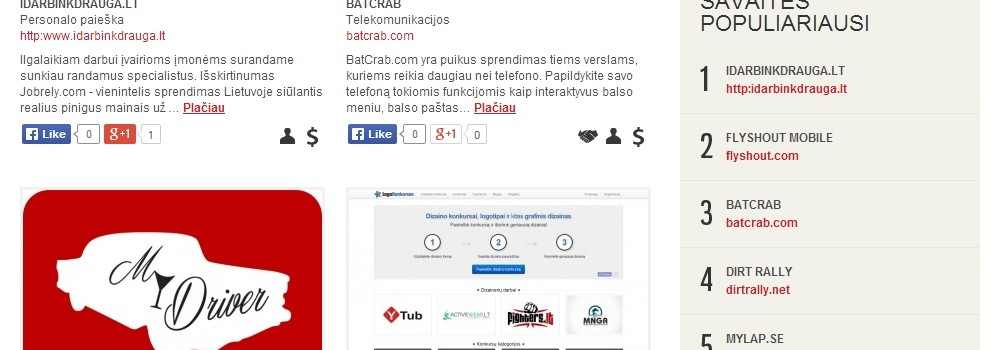 IDARBINKDRAUGA.LT
Personalo paieška
http:www.idarbinkdrauga.lt
Ilgalaikiam darbui įvairioms įmonėms surandame
sunkiau randamus specialistus. Išskirtinumas
Jobrely.com - vienintelis sprendimas Lietuvoje siūlantis
realius pinigus mainais už ... Plačiau
Like 0 g+1 1
BATCRAB
Telekomunikacijos
batcrab.com
BatCrab.com yra puikus sprendimas tiems verslams,
kuriems reikia daugiau nei telefono. Papildykite savo
telefoną tokiomis funkcijomis kaip interaktyvus balso
meniu, balso paštas... Plačiau
Like 0 g+1 0
My Driver
logokonkursas
Dizaino konkursai, logotipai ir kitas grafinis dizainas
1 2 3
Dizainerių darbai
YTub
ACTIVEWEAR.LT
Fighters.lt
MNGA
Konkursų kategorijos
SAVAITĖS
POPULIARIAUSI
1 IDARBINKDRAUGA.LT
http:idarbinkdrauga.lt
2 FLYSHOUT MOBILE
flyshout.com
3 BATCRAB
batcrab.com
4 DIRT RALLY
dirtrally.net
5 MYLAP.SE